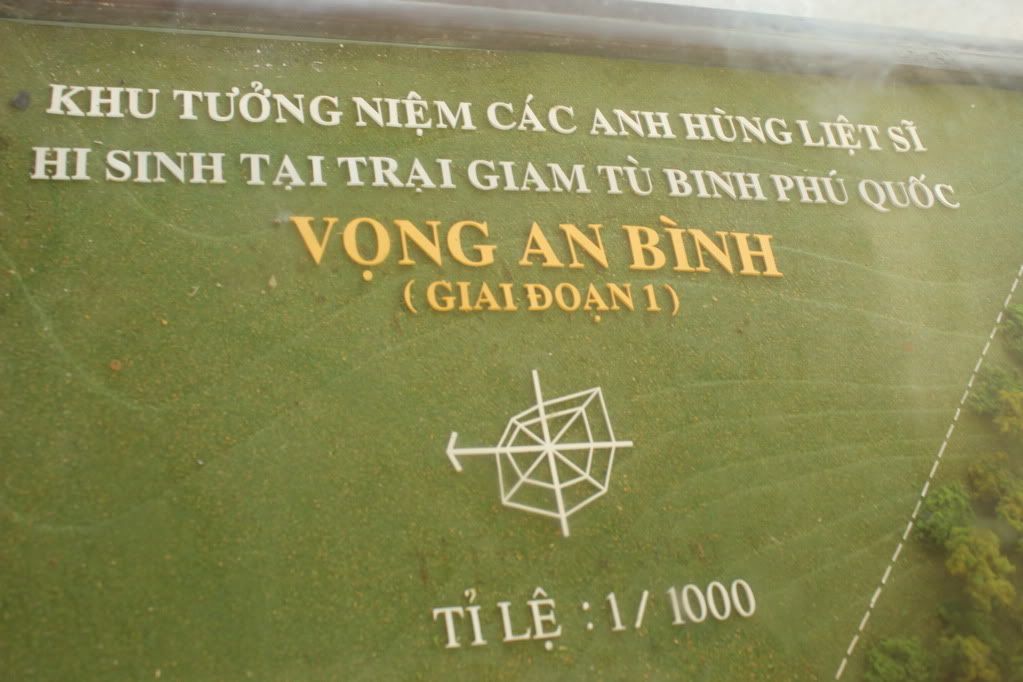 KHU TƯỞNG NIỆM CÁC ANH HÙNG LIỆT SĨ
HI SINH TẠI TRẠI GIAM TÙ BINH PHÚ QUỐC
VỌNG AN BÌNH
( GIAI ĐOẠN 1 )
TỈ LỆ : 1 / 1000